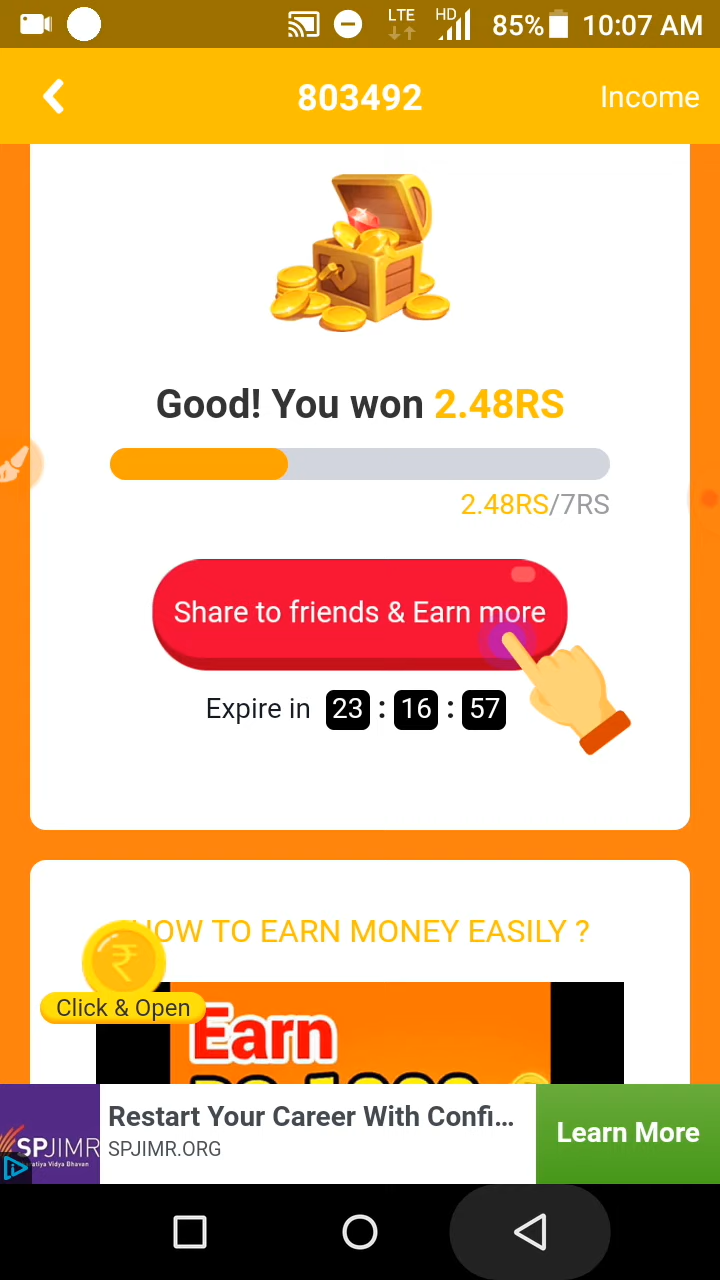 LTE HD 85% 10:07 AM
803492 Income
Good! You won 2.48RS
2.48RS/7RS
Share to friends & Earn more
Expire in 23 : 16 : 57
HOW TO EARN MONEY EASILY ?
Click & Open
Earn
Restart Your Career With Confi...
SPJIMR
SPJIMR.ORG
Learn More